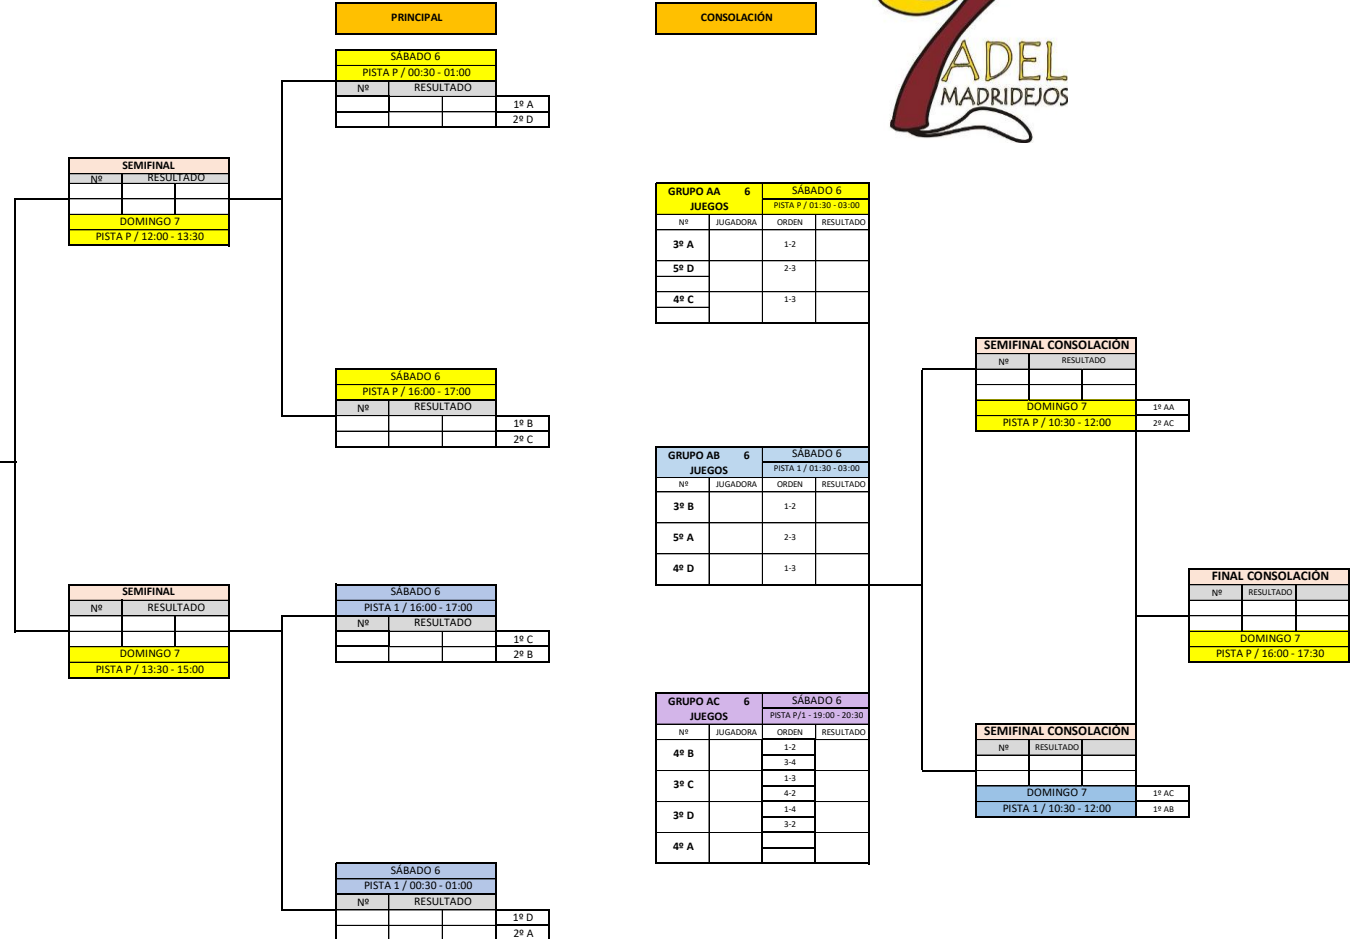 PRINCIPAL
CONSOLACIÓN
ADEL
MADRIDEJOS
SÁBADO 6
PISTA P / 00:30 - 01:00
Nº RESULTADO
1º A
2º D
SEMIFINAL
Nº RESULTADO
DOMINGO 7
PISTA P / 12:00 - 13:30
SÁBADO 6
PISTA P / 16:00 - 17:00
Nº RESULTADO
1º B
2º C
SEMIFINAL
Nº RESULTADO
DOMINGO 7
PISTA P / 13:30 - 15:00
SÁBADO 6
PISTA 1 / 16:00 - 17:00
Nº RESULTADO
1º C
2º B
SÁBADO 6
PISTA 1 / 00:30 - 01:00
Nº RESULTADO
1º D
2º A
GRUPO AA 6 SÁBADO 6
JUEGOS PISTA P / 01:30 - 03:00
Nº JUGADORA ORDEN RESULTADO
3º A 1-2
5º D 2-3
4º C 1-3
GRUPO AB 6 SÁBADO 6
JUEGOS PISTA 1 / 01:30 - 03:00
Nº JUGADORA ORDEN RESULTADO
3º B 1-2
5º A 2-3
4º D 1-3
GRUPO AC 6 SÁBADO 6
JUEGOS PISTA P/1 - 19:00 - 20:30
Nº JUGADORA ORDEN RESULTADO
4º B 1-2
3-4
3º C 1-3
4-2
3º D 1-4
3-2
4º A
SEMIFINAL CONSOLACIÓN
Nº RESULTADO
DOMINGO 7 1º AA
PISTA P / 10:30 - 12:00 2º AC
FINAL CONSOLACIÓN
Nº RESULTADO
DOMINGO 7
PISTA P / 16:00 - 17:30
SEMIFINAL CONSOLACIÓN
Nº RESULTADO
DOMINGO 7 1º AC
PISTA 1 / 10:30 - 12:00 1º AB